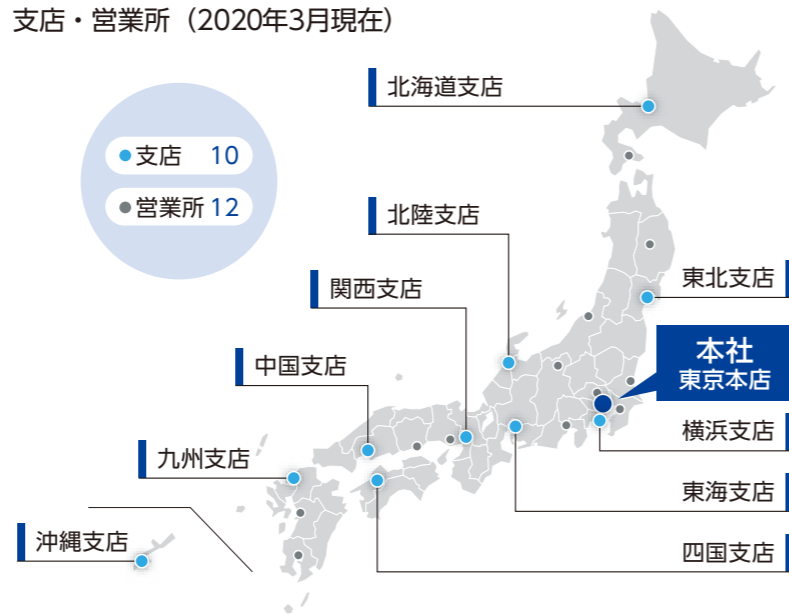 支店・営業所（2020年3月現在）
北海道支店
支店 10
営業所 12
北陸支店
東北支店
関西支店
本社
東京本店
中国支店
横浜支店
九州支店
東海支店
沖縄支店
四国支店